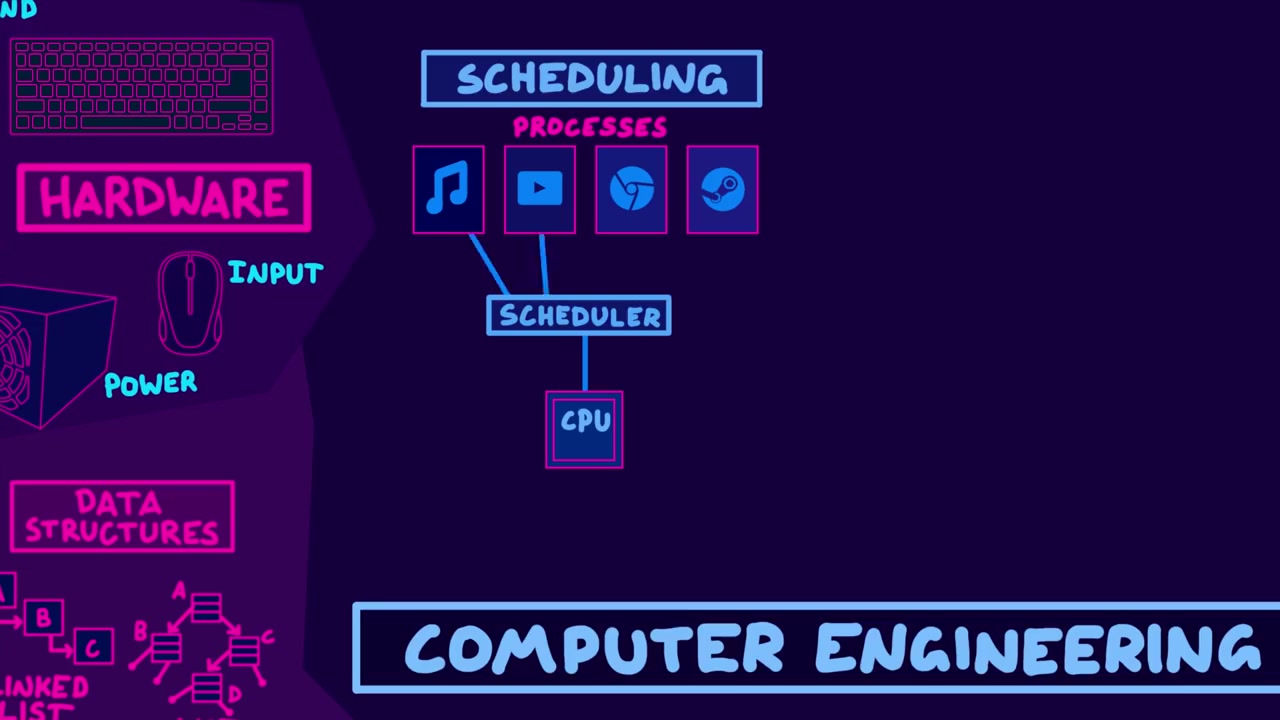 ND
HARDWARE
INPUT
POWER
DATA
STRUCTURES
B
C
LINKED
LIST
A
B
C
D
SCHEDULING
PROCESSES
SCHEDULER
CPU
COMPUTER ENGINEERING